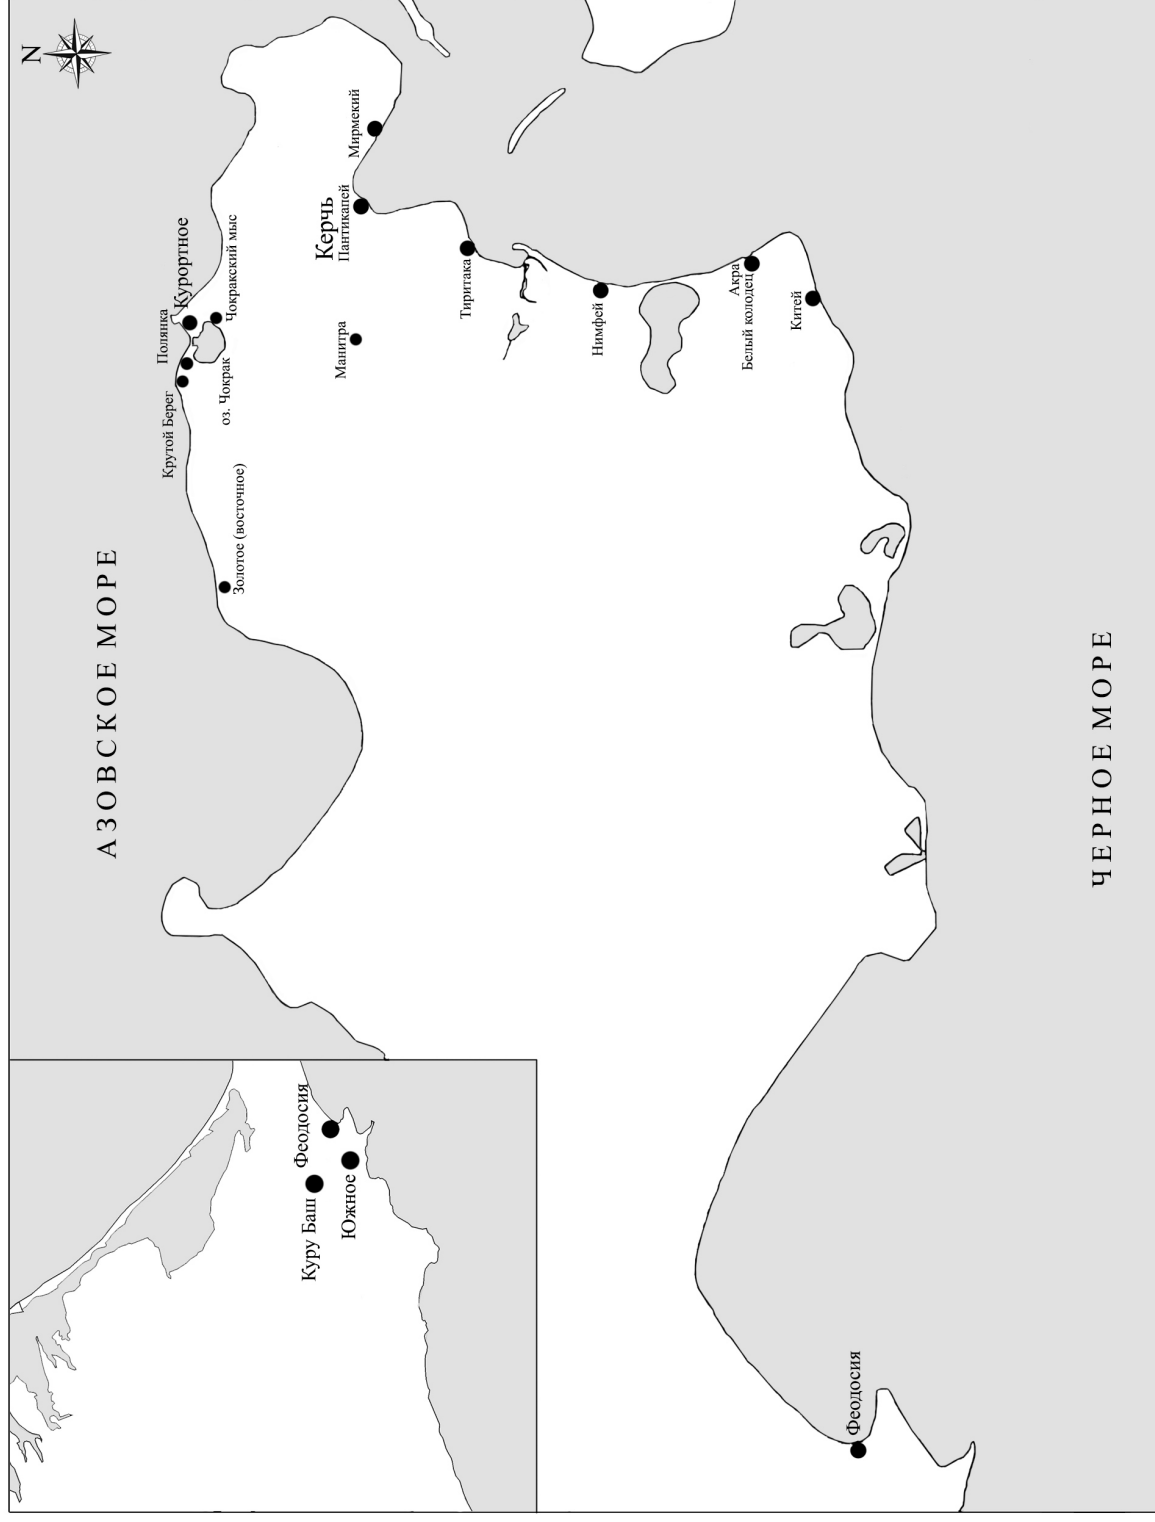 N
АЗОВСКОЕ МОРЕ
Крутой Берег
Полянка
Курортное
Чокракский мыс
оз. Чокрак
Золотое (восточное)
Мирмекий
Керчь
Пантикапей
Манитра
Тиритака
Нимфей
Акра
Белый колодец
Китей
ЧЕРНОЕ МОРЕ
Феодосия
Феодосия
Куру Баш
Южное